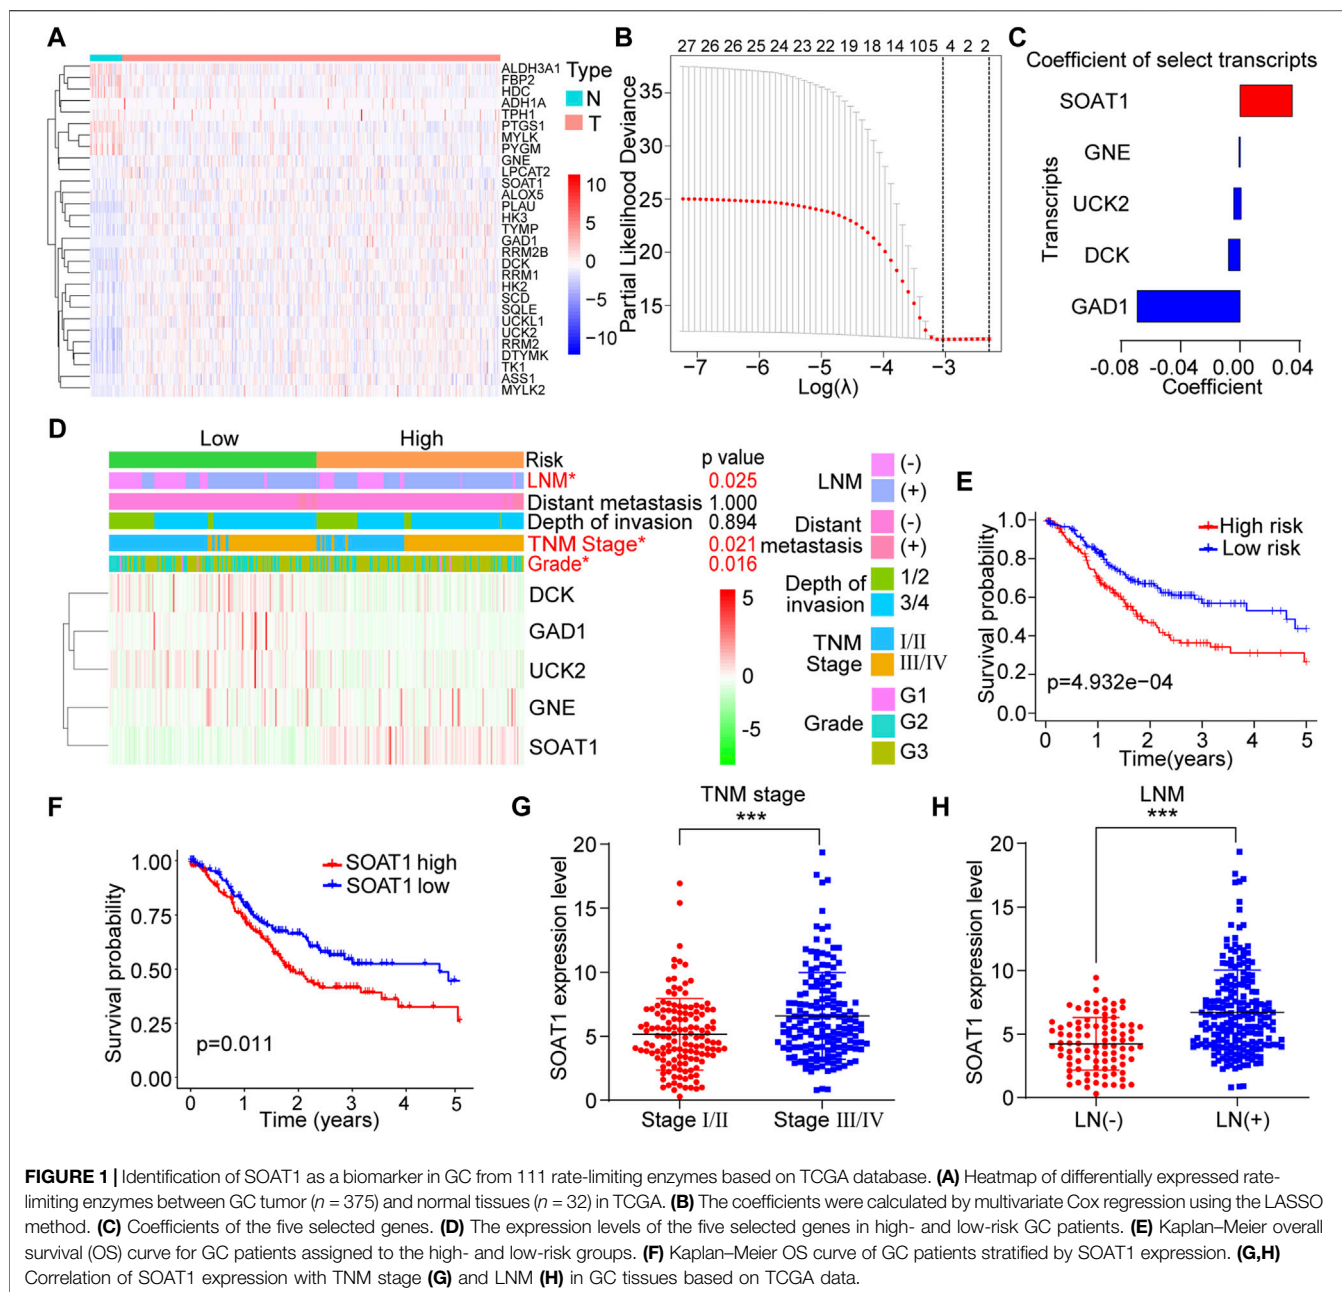 A
Type
N
T
ALDH3A1
FBP2
HDC
ADH1A
TPH1
PTGS1
MYLK
PYGM
GNE
LPCAT2
SOAT1
ALOX5
PLAU
HK3
TYMP
GAD1
RRM2B
DCK
RRM1
HK2
SCD
SQLE
UCKL1
UCK2
RRM2
DTYMK
TK1
ASS1
MYLK2
10
5
0
−5
−10
B
27 26 26 25 24 23 22 19 18 14 10 5 4 2 2
Partial Likelihood Deviance
35
30
25
20
15
−7 −6 −5 −4 −3
Log(λ)
C
Coefficient of select transcripts
Transcripts
SOAT1
GNE
UCK2
DCK
GAD1
-0.08 -0.04 0.00 0.04
Coefficient
D
Low High
Risk
p value
LNM* 0.025
Distant metastasis 1.000
Depth of invasion 0.894
TNM Stage* 0.021
Grade* 0.016
DCK
GAD1
UCK2
GNE
SOAT1
5
0
-5
LNM
(-)
(+)
Distant
metastasis
(-)
(+)
Depth of
invasion
1/2
3/4
TNM
Stage
I/II
III/IV
Grade
G1
G2
G3
E
Survival probability
1.0
0.8
0.6
0.4
0.2
0.0
High risk
Low risk
p=4.932e−04
0 1 2 3 4 5
Time(years)
F
Survival probability
1.00
0.75
0.50
0.25
0.00
SOAT1 high
SOAT1 low
p=0.011
0 1 2 3 4 5
Time (years)
G
TNM stage
***
SOAT1 expression level
20
15
10
5
0
Stage I/II Stage III/IV
H
LNM
***
SOAT1 expression level
20
15
10
5
0
LN(-) LN(+)
FIGURE 1 | Identification of SOAT1 as a biomarker in GC from 111 rate-limiting enzymes based on TCGA database. (A) Heatmap of differentially expressed rate-
limiting enzymes between GC tumor (n = 375) and normal tissues (n = 32) in TCGA. (B) The coefficients were calculated by multivariate Cox regression using the LASSO
method. (C) Coefficients of the five selected genes. (D) The expression levels of the five selected genes in high- and low-risk GC patients. (E) Kaplan–Meier overall
survival (OS) curve for GC patients assigned to the high- and low-risk groups. (F) Kaplan–Meier OS curve of GC patients stratified by SOAT1 expression. (G,H)
Correlation of SOAT1 expression with TNM stage (G) and LNM (H) in GC tissues based on TCGA data.